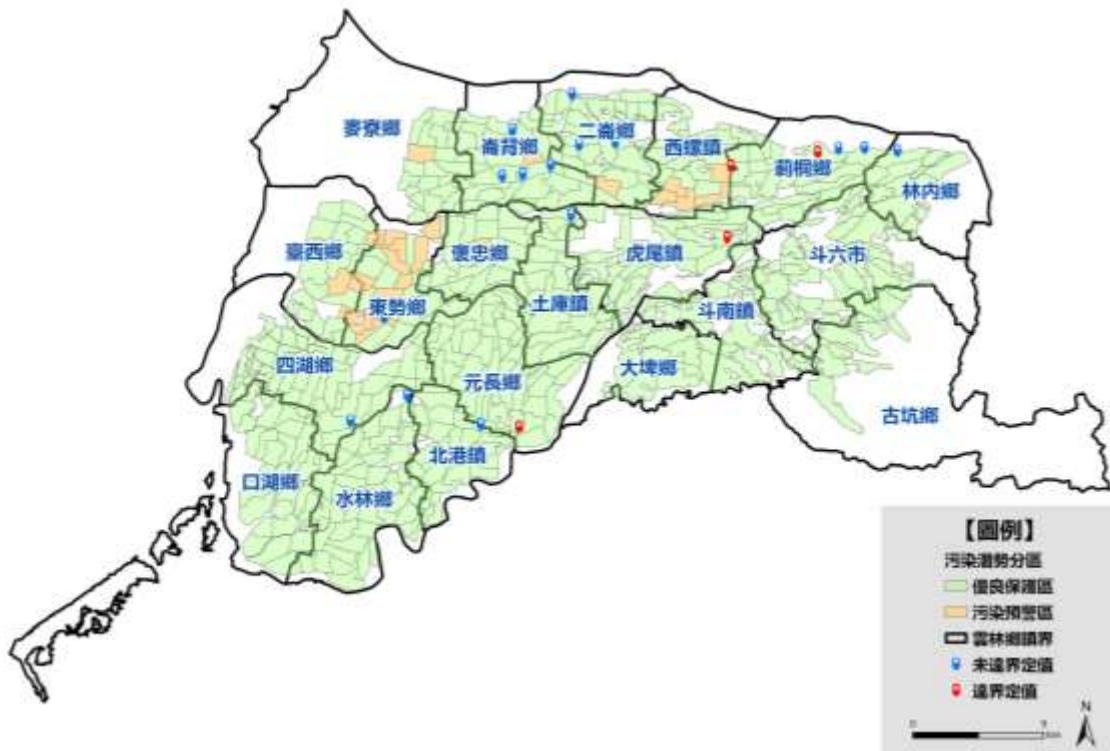 麥寮鄉
崙背鄉
二崙鄉
西螺鎮
莿桐鄉
林內鄉
臺西鄉
東勢鄉
褒忠鄉
土庫鎮
虎尾鎮
斗南鎮
斗六市
四湖鄉
元長鄉
大埤鄉
古坑鄉
口湖鄉
水林鄉
北港鎮
【圖例】
污染潛勢分區
優良保護區
污染預警區
雲林鄉鎮界
未達界定值
達界定值
N
0